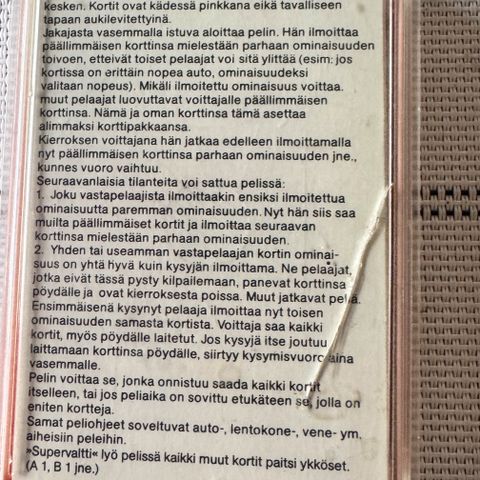 kesken. Kortit ovat kädessä pinkkana eikä tavalliseen
tapaan aukilevitettyinä.
Jakajasta vasemmalla istuva aloittaa pelin. Hän ilmoittaa
päällimmäisen korttinsa mielestään parhaan ominaisuuden
toivoen, etteivät toiset pelaajat voi sitä ylittää (esim: jos
kortissa on erittäin nopea auto, ominaisuudeksi
valitaan nopeus). Mikäli ilmoitettu ominaisuus voittaa.
muut pelaajat luovuttavat voittajalle päällimmäisen
korttinsa. Nämä ja oman korttinsa tämä asettaa
alimmaksi korttipakkaansa.
Kierroksen voittajana hän jatkaa edelleen ilmoittamalla
nyt päällimmäisen korttinsa parhaan ominaisuuden jne.,
kunnes vuoro vaihtuu.
Seuraavanlaisia tilanteita voi sattua pelissä:
1. Joku vastapelaajista ilmoittaakin ensiksi ilmoitettua
ominaisuutta paremman ominaisuuden. Nyt hän siis saa
muilta päällimmäiset kortit ja ilmoittaa seuraavan
korttinsa mielestään parhaan ominaisuuden.
2. Yhden tai useamman vastapelaajan kortin ominai-
suus on yhtä hyvä kuin kysyjän ilmoittama. Ne pelaajat,
jotka eivät tässä pysty kilpailemaan, panevat korttinsa
pöydälle ja ovat kierroksesta poissa. Muut jatkavat peliä.
Ensimmäisenä kysynyt pelaaja ilmoittaa nyt toisen
ominaisuuden samasta kortista. Voittaja saa kaikki
kortit, myös pöydälle laitetut. Jos kysyjä itse joutuu
laittamaan korttinsa pöydälle, siirtyy kysymisvuoro aina
vasemmalle.
Pelin voittaa se, jonka onnistuu saada kaikki kortit
itselleen, tai jos peliaika on sovittu etukäteen se, jolla on
eniten kortteja.
Samat peliohjeet soveltuvat auto-, lentokone-, vene- ym.
aiheisiin peleihin.
»Supervaltti« lyö pelissä kaikki muut kortit paitsi ykköset.
(A 1, B 1 jne.)